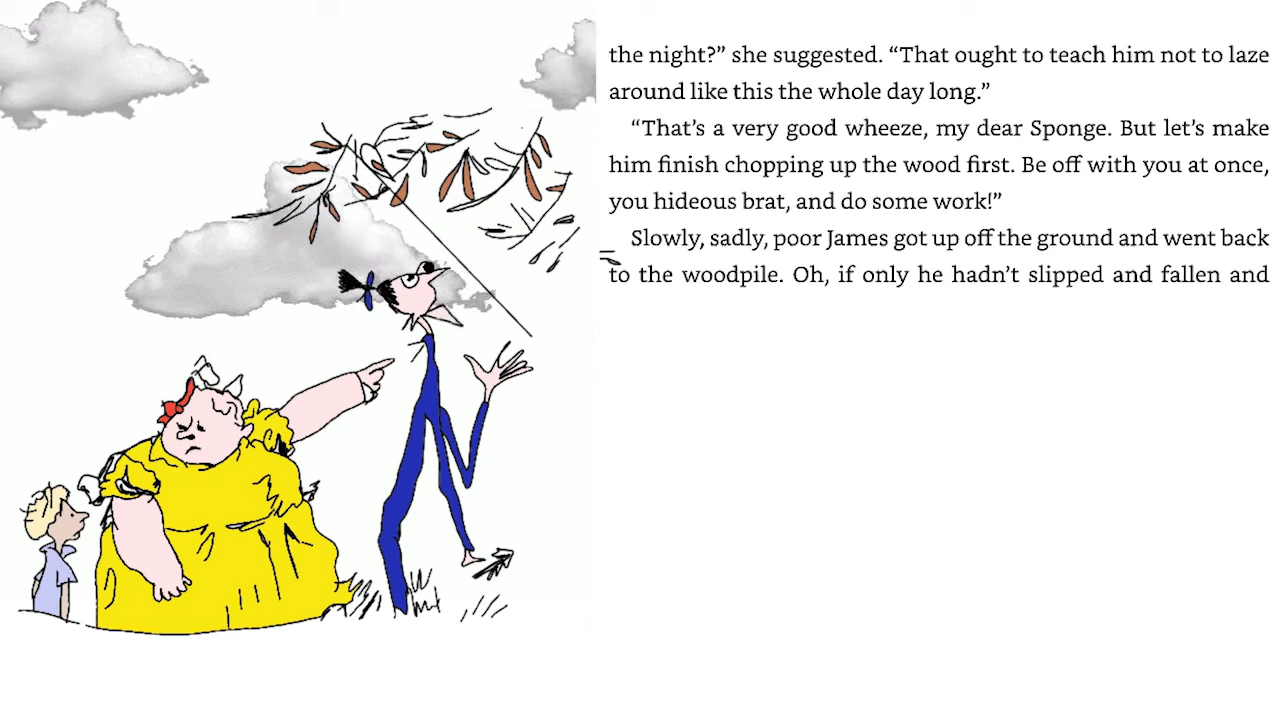 the night?” she suggested. “That ought to teach him not to laze
around like this the whole day long.”
“That’s a very good wheeze, my dear Sponge. But let’s make
him finish chopping up the wood first. Be off with you at once,
you hideous brat, and do some work!”
Slowly, sadly, poor James got up off the ground and went back
to the woodpile. Oh, if only he hadn’t slipped and fallen and